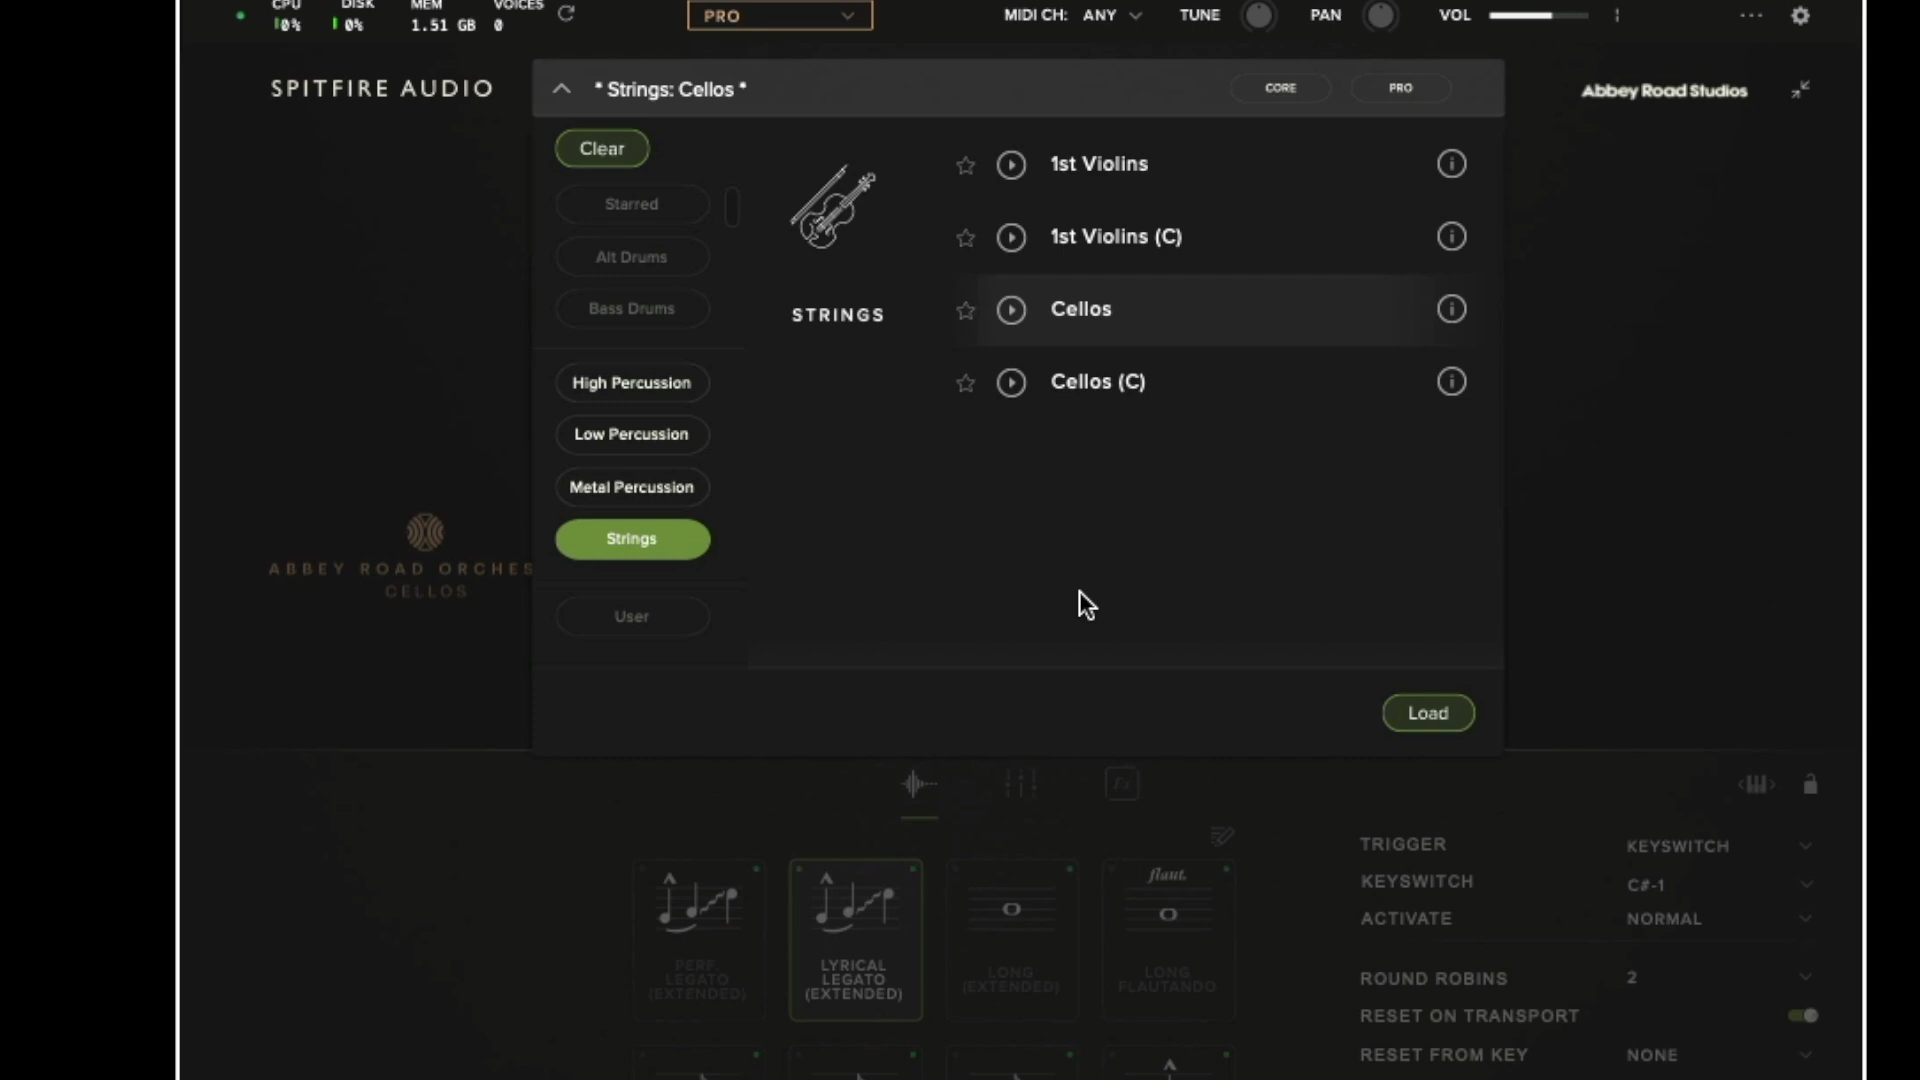 CPU DISK MEM VOICES
0% 0% 1.51 GB 0
PRO
MIDI CH: ANY TUNE PAN VOL
SPITFIRE AUDIO
* Strings: Cellos *
CORE
PRO
Abbey Road Studios
Clear
Starred
Alt Drums
Bass Drums
High Percussion
Low Percussion
Metal Percussion
Strings
User
STRINGS
1st Violins
1st Violins (C)
Cellos
Cellos (C)
ABBEY ROAD ORCHES
CELLOS
Load
Fx
PERF.
LEGATO
(EXTENDED)
LYRICAL
LEGATO
(EXTENDED)
LONG
(EXTENDED)
flaut.
LONG
FLAUTANDO
TRIGGER KEYSWITCH
KEYSWITCH C#-1
ACTIVATE NORMAL
ROUND ROBINS 2
RESET ON TRANSPORT
RESET FROM KEY NONE